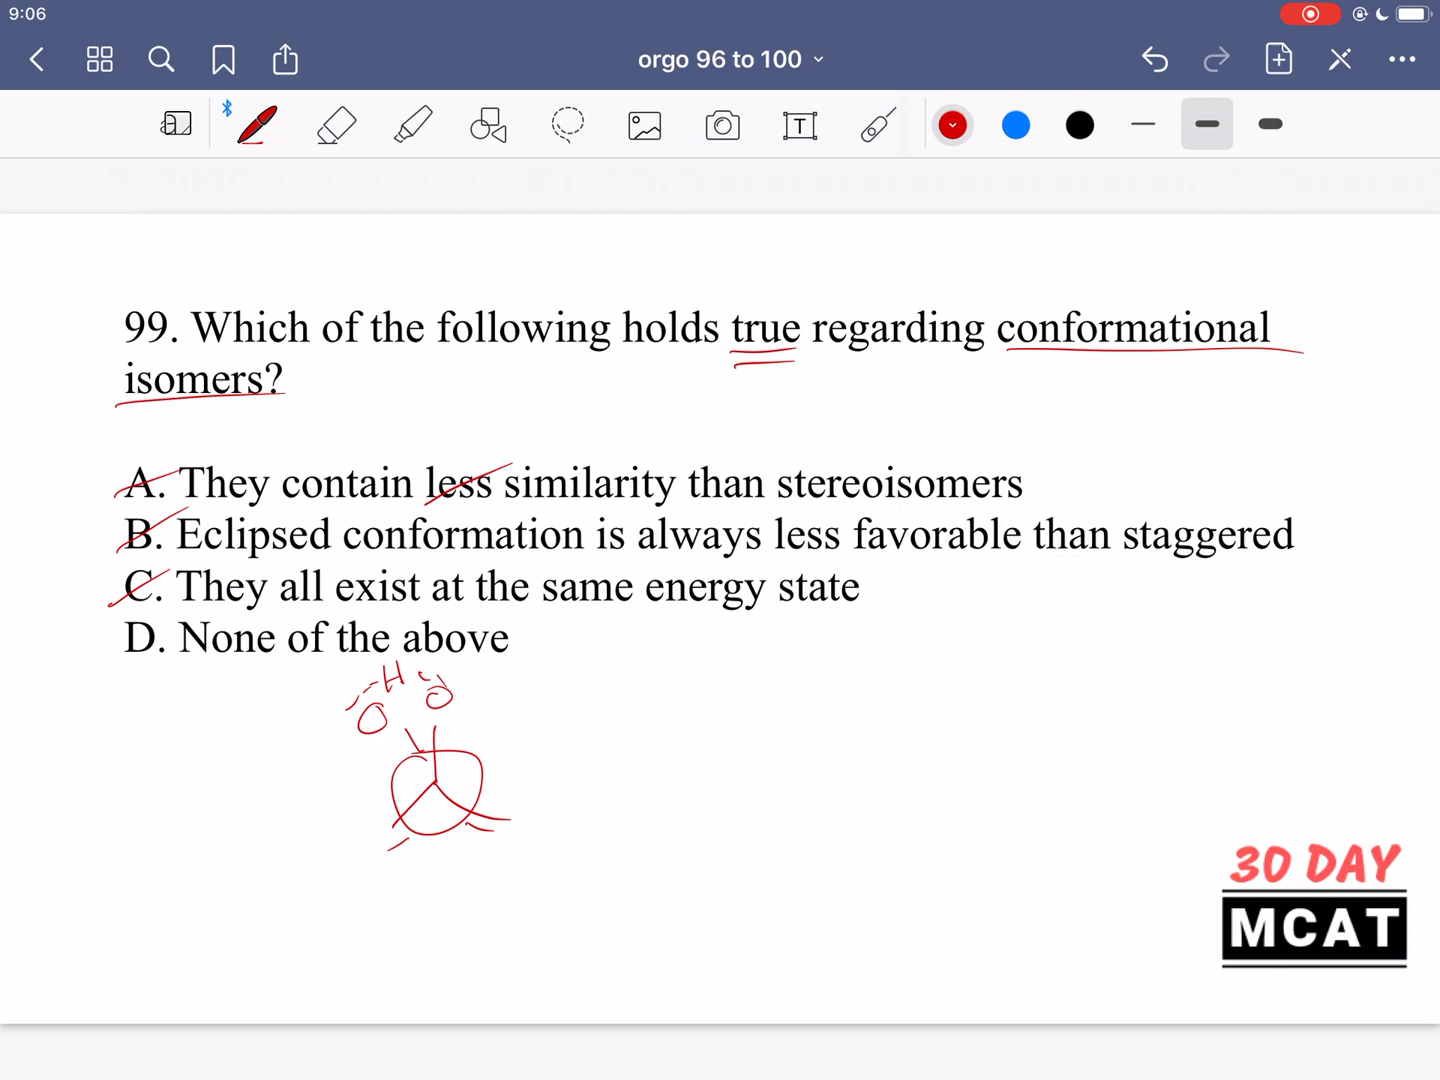 9:06
orgo 96 to 100
T
99. Which of the following holds true regarding conformational
isomers?
A. They contain less similarity than stereoisomers
B. Eclipsed conformation is always less favorable than staggered
C. They all exist at the same energy state
D. None of the above
H
O O
30 DAY
MCAT